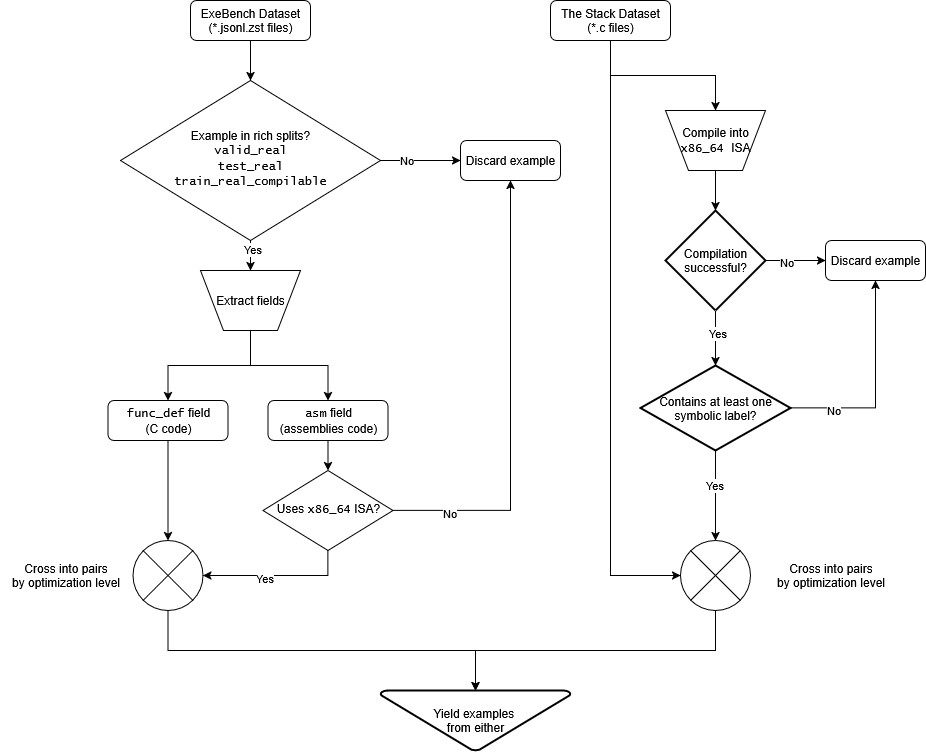 ExeBench Dataset
(*.jsonl.zst files)
The Stack Dataset
(*.c files)
Example in rich splits?
valid_real
test_real
train_real_compilable
No
Discard example
Compile into
x86_64 ISA
Yes
Extract fields
Compilation
successful?
No
Discard example
Yes
func_def field
(C code)
asm field
(assemblies code)
Contains at least one
symbolic label?
No
Uses x86_64 ISA?
No
Yes
Cross into pairs
by optimization level
Yes
Cross into pairs
by optimization level
Yield examples
from either